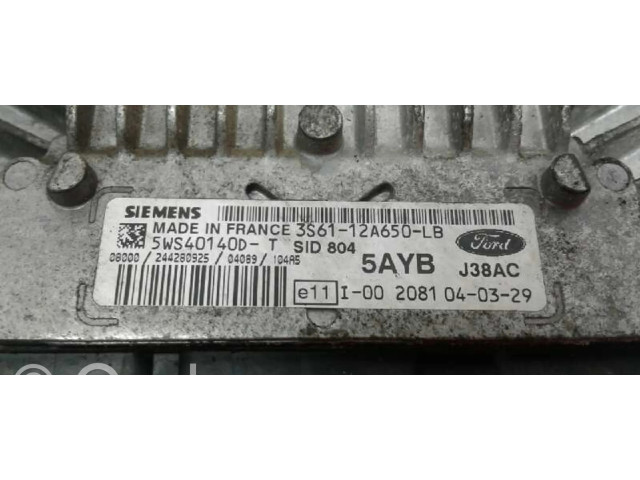 SIEMENS
MADE IN FRANCE 3S61-12A650-LB
5WS40140D-T SID 804
Ford
08000 / 244280925 / 04089 / 104A5
5AYB J38AC
e11 I-00 2081 04-03-29